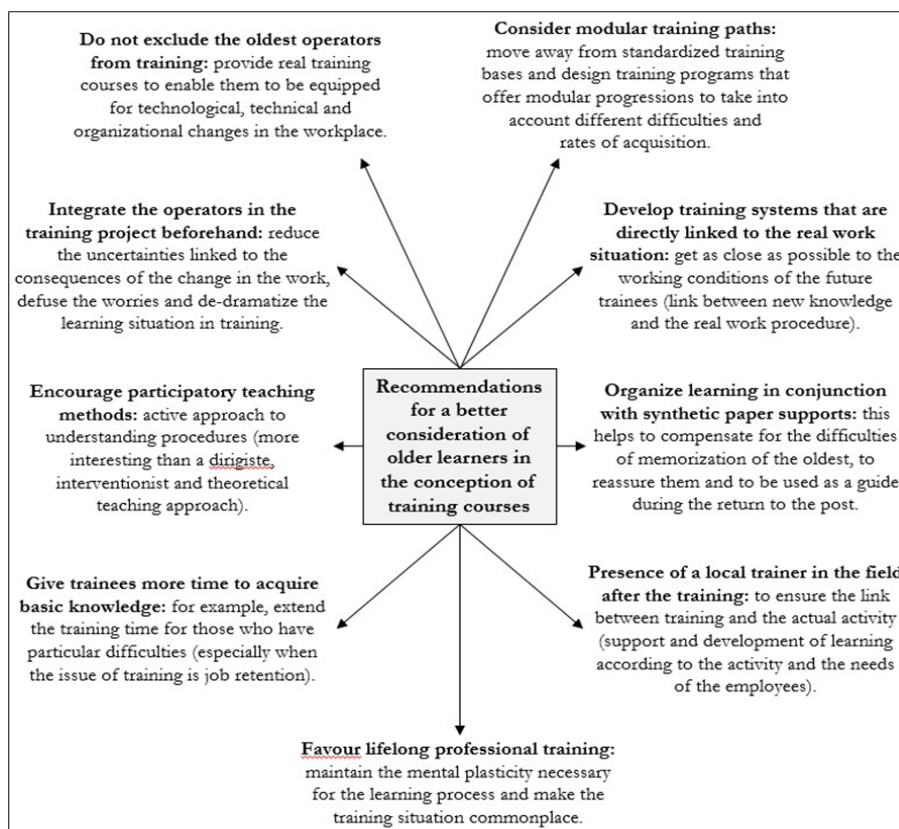 Do not exclude the oldest operators
from training: provide real training
courses to enable them to be equipped
for technological, technical and
organizational changes in the workplace.
Consider modular training paths:
move away from standardized training
bases and design training programs that
offer modular progressions to take into
account different difficulties and
rates of acquisition.
Integrate the operators in the
training project beforehand: reduce
the uncertainties linked to the
consequences of the change in the work,
defuse the worries and de-dramatize the
learning situation in training.
Develop training systems that are
directly linked to the real work
situation: get as close as possible to the
working conditions of the future
trainees (link between new knowledge
and the real work procedure).
Encourage participatory teaching
methods: active approach to
understanding procedures (more
interesting than a dirigiste,
interventionist and theoretical
teaching approach).
Recommendations
for a better
consideration of
older learners in
the conception of
training courses
Organize learning in conjunction
with synthetic paper supports: this
helps to compensate for the difficulties
of memorization of the oldest, to
reassure them and to be used as a guide
during the return to the post.
Give trainees more time to acquire
basic knowledge: for example, extend
the training time for those who have
particular difficulties (especially when
the issue of training is job retention).
Presence of a local trainer in the field
after the training: to ensure the link
between training and the actual activity
(support and development of learning
according to the activity and the needs
of the employees).
Favour lifelong professional training:
maintain the mental plasticity necessary
for the learning process and make the
training situation commonplace.